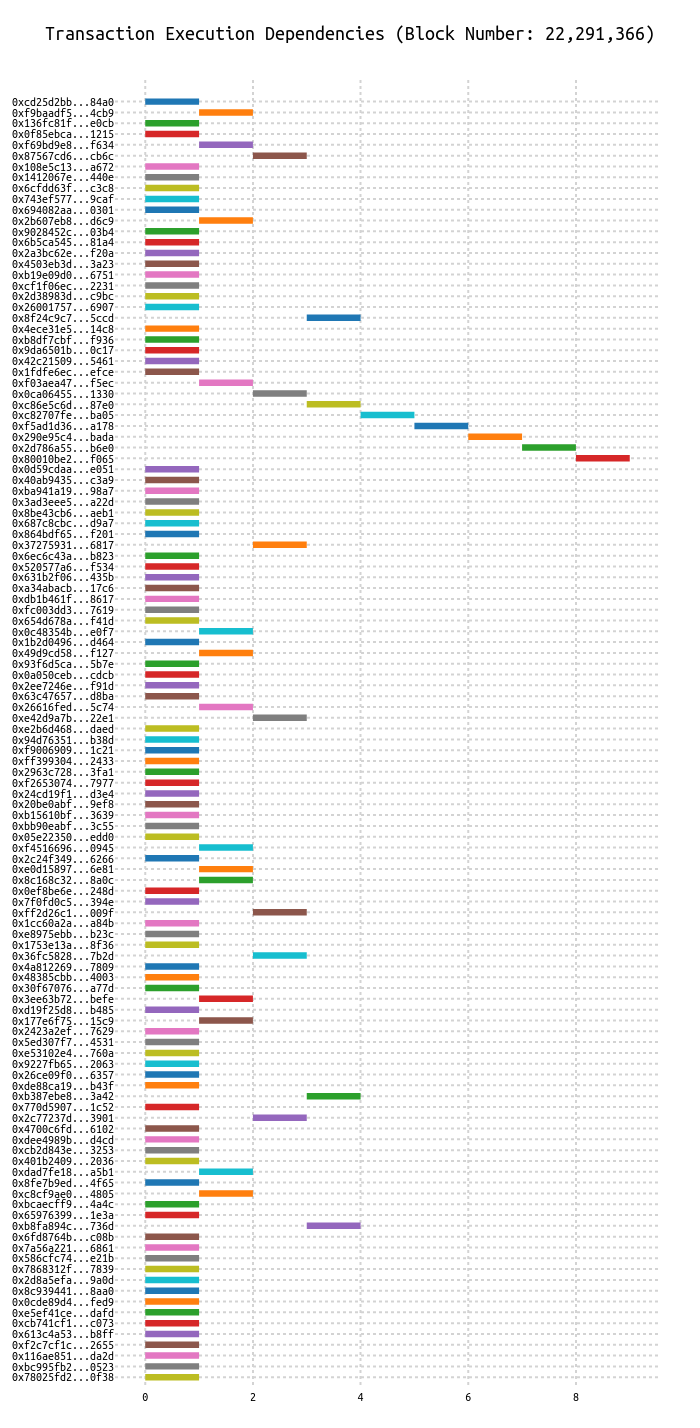 Transaction Execution Dependencies (Block Number: 22,291,366)
0xcd25d2bb...84a0
0xf9baadf5...4cb9
0x136fc81f...e0cb
0x0f85ebca...1215
0xf69bd9e8...f634
0x87567cd6...cb6c
0x108e5c13...a672
0x1412067e...440e
0x6cfdd63f...c3c8
0x743ef577...9caf
0x694082aa...0301
0x2b607eb8...d6c9
0x9028452c...03b4
0x6b5ca545...81a4
0x2a3bc62e...f20a
0x4503eb3d...3a23
0xb19e09d0...6751
0xcf1f06ec...2231
0x2d38983d...c9bc
0x26001757...6907
0x8f24c9c7...5ccd
0x4ece31e5...14c8
0xb8df7cbf...f936
0x9da6501b...0c17
0x42c21509...5461
0x1fdfe6ec...efce
0xf03aea47...f5ec
0x0ca06455...1330
0xc86e5c6d...87e0
0xc82707fe...ba05
0xf5ad1d36...a178
0x290e95c4...bada
0x2d786a55...b6e0
0x80010be2...f065
0x0d59cdaa...e051
0x40ab9435...c3a9
0xba941a19...98a7
0x3ad3eee5...a22d
0x8be43cb6...aeb1
0x687c8cbc...d9a7
0x864bdf65...f201
0x37275931...6817
0x6ec6c43a...b823
0x520577a6...f534
0x631b2f06...435b
0xa34abacb...17c6
0xdb1b461f...8617
0xfc003dd3...7619
0x654d678a...f41d
0x0c48354b...e0f7
0x1b2d0496...d464
0x49d9cd58...f127
0x93f6d5ca...5b7e
0x0a050ceb...cdcb
0x2ee7246e...f91d
0x63c47657...d8ba
0x26616fed...5c74
0xe42d9a7b...22e1
0xe2b6d468...daed
0x94d76351...b38d
0xf9006909...1c21
0xff399304...2433
0x2963c728...3fa1
0xf2653074...7977
0x24cd19f1...d3e4
0x20be0abf...9ef8
0xb15610bf...3639
0xbb90eabf...3c55
0x05e22350...edd0
0xf4516696...0945
0x2c24f349...6266
0xe0d15897...6e81
0x8c168c32...8a0c
0x0ef8be6e...248d
0x7f0fd0c5...394e
0xff2d26c1...009f
0x1cc60a2a...a84b
0xe8975ebb...b23c
0x1753e13a...8f36
0x36fc5828...7b2d
0x4a812269...7809
0x48385cbb...4003
0x30f67076...a77d
0x3ee63b72...befe
0xd19f25d8...b485
0x177e6f75...15c9
0x2423a2ef...7629
0x5ed307f7...4531
0xe53102e4...760a
0x9227fb65...2063
0x26ce09f0...6357
0xde88ca19...b43f
0xb387ebe8...3a42
0x770d5907...1c52
0x2c77237d...3901
0x4700c6fd...6102
0xdee4989b...d4cd
0xcb2d843e...3253
0x401b2409...2036
0xdad7fe18...a5b1
0x8fe7b9ed...4f65
0xc8cf9ae0...4805
0xbcaecff9...4a4c
0x65976399...1e3a
0xb8fa894c...736d
0x6fd8764b...c08b
0x7a56a221...6861
0x586cfc74...e21b
0x7868312f...7839
0x2d8a5efa...9a0d
0x8c939441...8aa0
0x0cde89d4...fed9
0xe5ef41ce...dafd
0xcb741cf1...c073
0x613c4a53...b8ff
0xf2c7cf1c...2655
0x116ae851...da2d
0xbc995fb2...0523
0x78025fd2...0f38
0 2 4 6 8